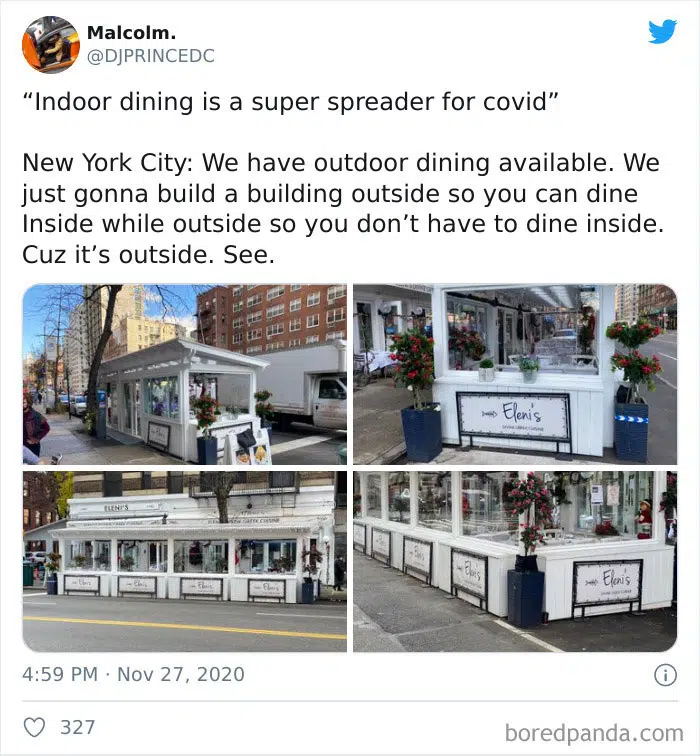 Malcolm.
@DJPRINCEDC
“Indoor dining is a super spreader for covid”
New York City: We have outdoor dining available. We
just gonna build a building outside so you can dine
Inside while outside so you don’t have to dine inside.
Cuz it’s outside. See.
Eleni's
ELENI'S
Eleni's
Eleni's
Eleni's
Eleni's
Eleni's
Eleni's
Eleni's
4:59 PM · Nov 27, 2020
327
boredpanda.com